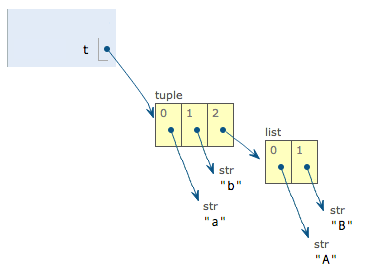 t
tuple
0 1 2
list
0 1
str
"b"
str
"a"
str
"B"
str
"A"